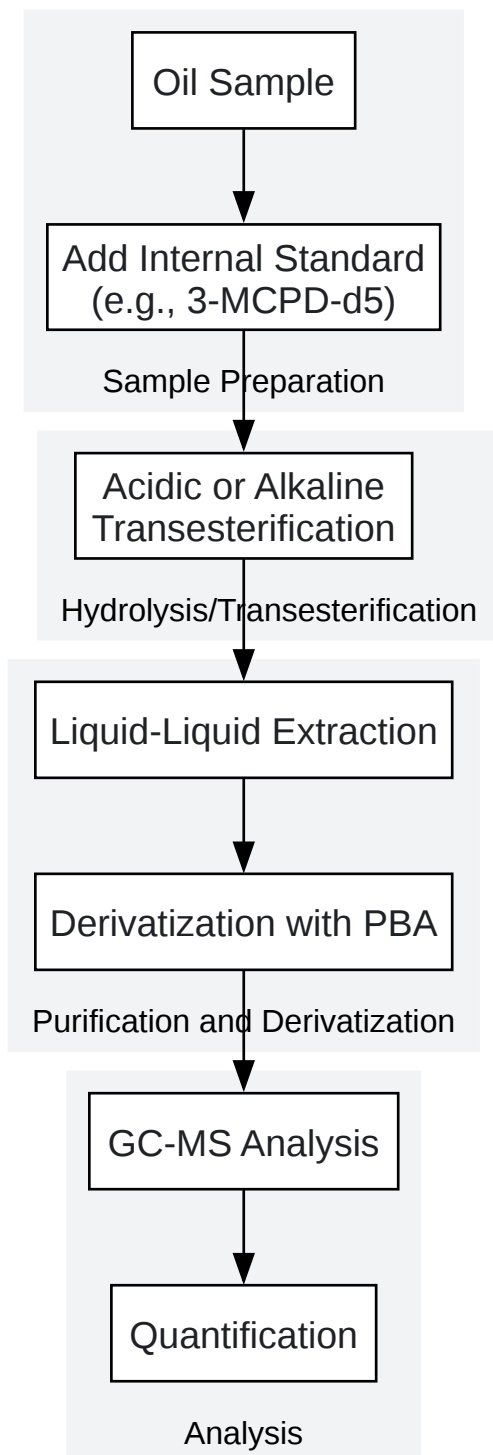 Oil Sample
Add Internal Standard
(e.g., 3-MCPD-d5)
Sample Preparation
Acidic or Alkaline
Transesterification
Hydrolysis/Transesterification
Liquid-Liquid Extraction
Derivatization with PBA
Purification and Derivatization
GC-MS Analysis
Quantification
Analysis